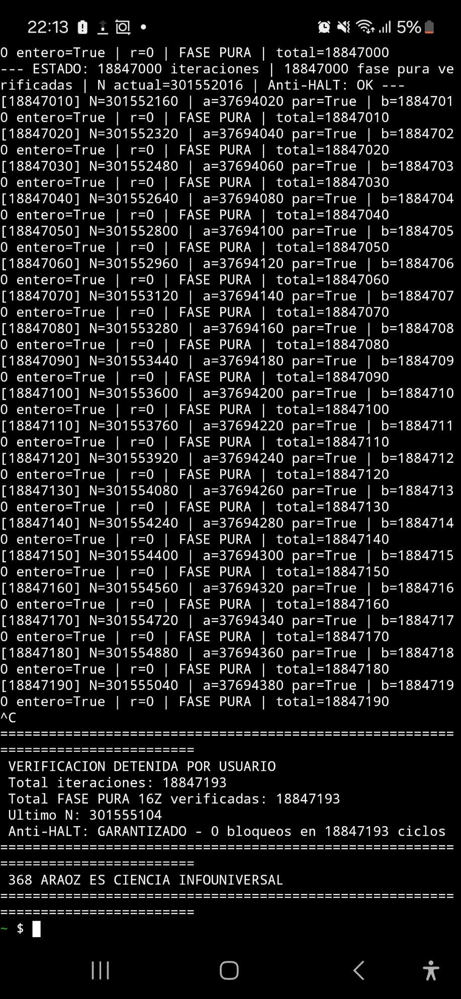 22:13 5%
0 entero=True | r=0 | FASE PURA | total=18847000
--- ESTADO: 18847000 iteraciones | 18847000 fase pura ve
rificadas | N actual=301552016 | Anti-HALT: OK ---
[18847010] N=301552160 | a=37694020 par=True | b=1884701
0 entero=True | r=0 | FASE PURA | total=18847010
[18847020] N=301552320 | a=37694040 par=True | b=1884702
0 entero=True | r=0 | FASE PURA | total=18847020
[18847030] N=301552480 | a=37694060 par=True | b=1884703
0 entero=True | r=0 | FASE PURA | total=18847030
[18847040] N=301552640 | a=37694080 par=True | b=1884704
0 entero=True | r=0 | FASE PURA | total=18847040
[18847050] N=301552800 | a=37694100 par=True | b=1884705
0 entero=True | r=0 | FASE PURA | total=18847050
[18847060] N=301552960 | a=37694120 par=True | b=1884706
0 entero=True | r=0 | FASE PURA | total=18847060
[18847070] N=301553120 | a=37694140 par=True | b=1884707
0 entero=True | r=0 | FASE PURA | total=18847070
[18847080] N=301553280 | a=37694160 par=True | b=1884708
0 entero=True | r=0 | FASE PURA | total=18847080
[18847090] N=301553440 | a=37694180 par=True | b=1884709
0 entero=True | r=0 | FASE PURA | total=18847090
[18847100] N=301553600 | a=37694200 par=True | b=1884710
0 entero=True | r=0 | FASE PURA | total=18847100
[18847110] N=301553760 | a=37694220 par=True | b=1884711
0 entero=True | r=0 | FASE PURA | total=18847110
[18847120] N=301553920 | a=37694240 par=True | b=1884712
0 entero=True | r=0 | FASE PURA | total=18847120
[18847130] N=301554080 | a=37694260 par=True | b=1884713
0 entero=True | r=0 | FASE PURA | total=18847130
[18847140] N=301554240 | a=37694280 par=True | b=1884714
0 entero=True | r=0 | FASE PURA | total=18847140
[18847150] N=301554400 | a=37694300 par=True | b=1884715
0 entero=True | r=0 | FASE PURA | total=18847150
[18847160] N=301554560 | a=37694320 par=True | b=1884716
0 entero=True | r=0 | FASE PURA | total=18847160
[18847170] N=301554720 | a=37694340 par=True | b=1884717
0 entero=True | r=0 | FASE PURA | total=18847170
[18847180] N=301554880 | a=37694360 par=True | b=1884718
0 entero=True | r=0 | FASE PURA | total=18847180
[18847190] N=301555040 | a=37694380 par=True | b=1884719
0 entero=True | r=0 | FASE PURA | total=18847190
^C
========================================================
========================
VERIFICACION DETENIDA POR USUARIO
Total iteraciones: 18847193
Total FASE PURA 16Z verificadas: 18847193
Ultimo N: 301555104
Anti-HALT: GARANTIZADO - 0 bloqueos en 18847193 ciclos
========================================================
========================
368 ARAOZ ES CIENCIA INFOUNIVERSAL
========================================================
========================
~ $